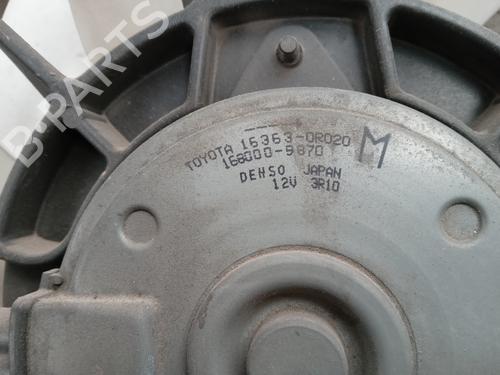 TOYOTA 16363-0R020
168000-9870
M
DENSO JAPAN
12V 3R10
B-PARTS